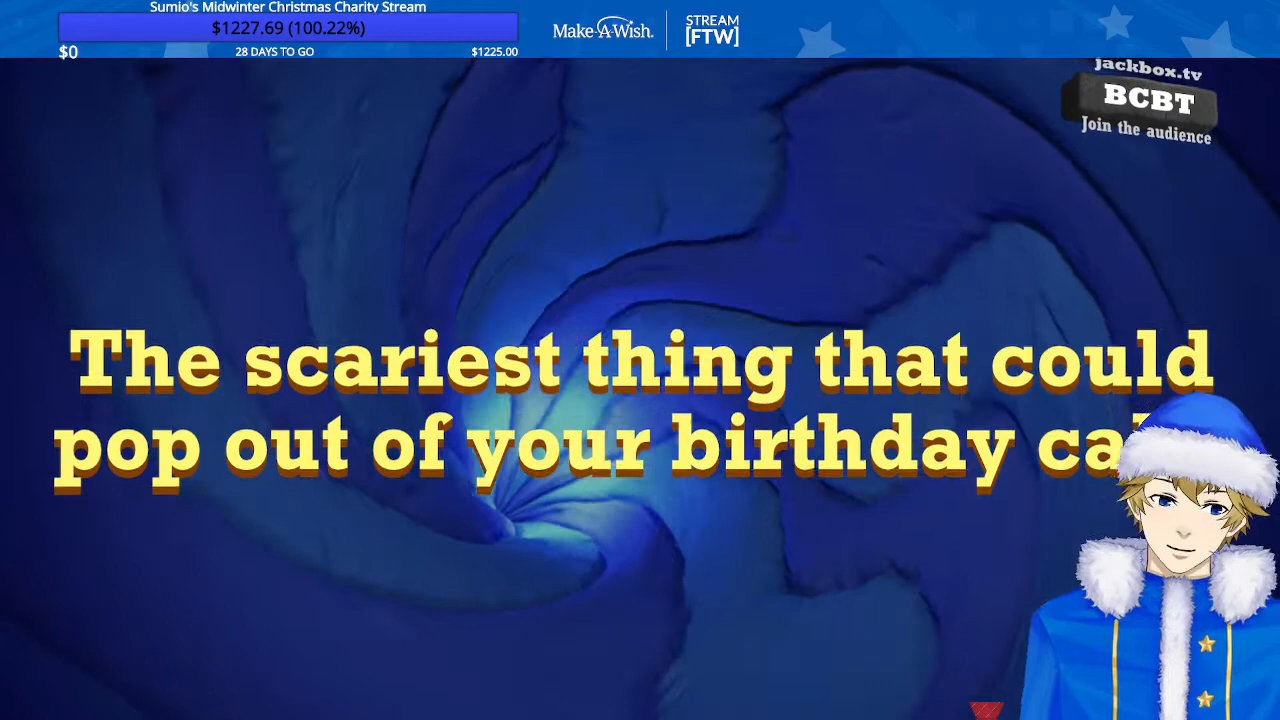 Sumio's Midwinter Christmas Charity Stream
$1227.69 (100.22%)
$0
28 DAYS TO GO
$1225.00
Make-A-Wish.
STREAM
[FTW]
jackbox.tv
BCBT
Join the audience
The scariest thing that could
pop out of your birthday